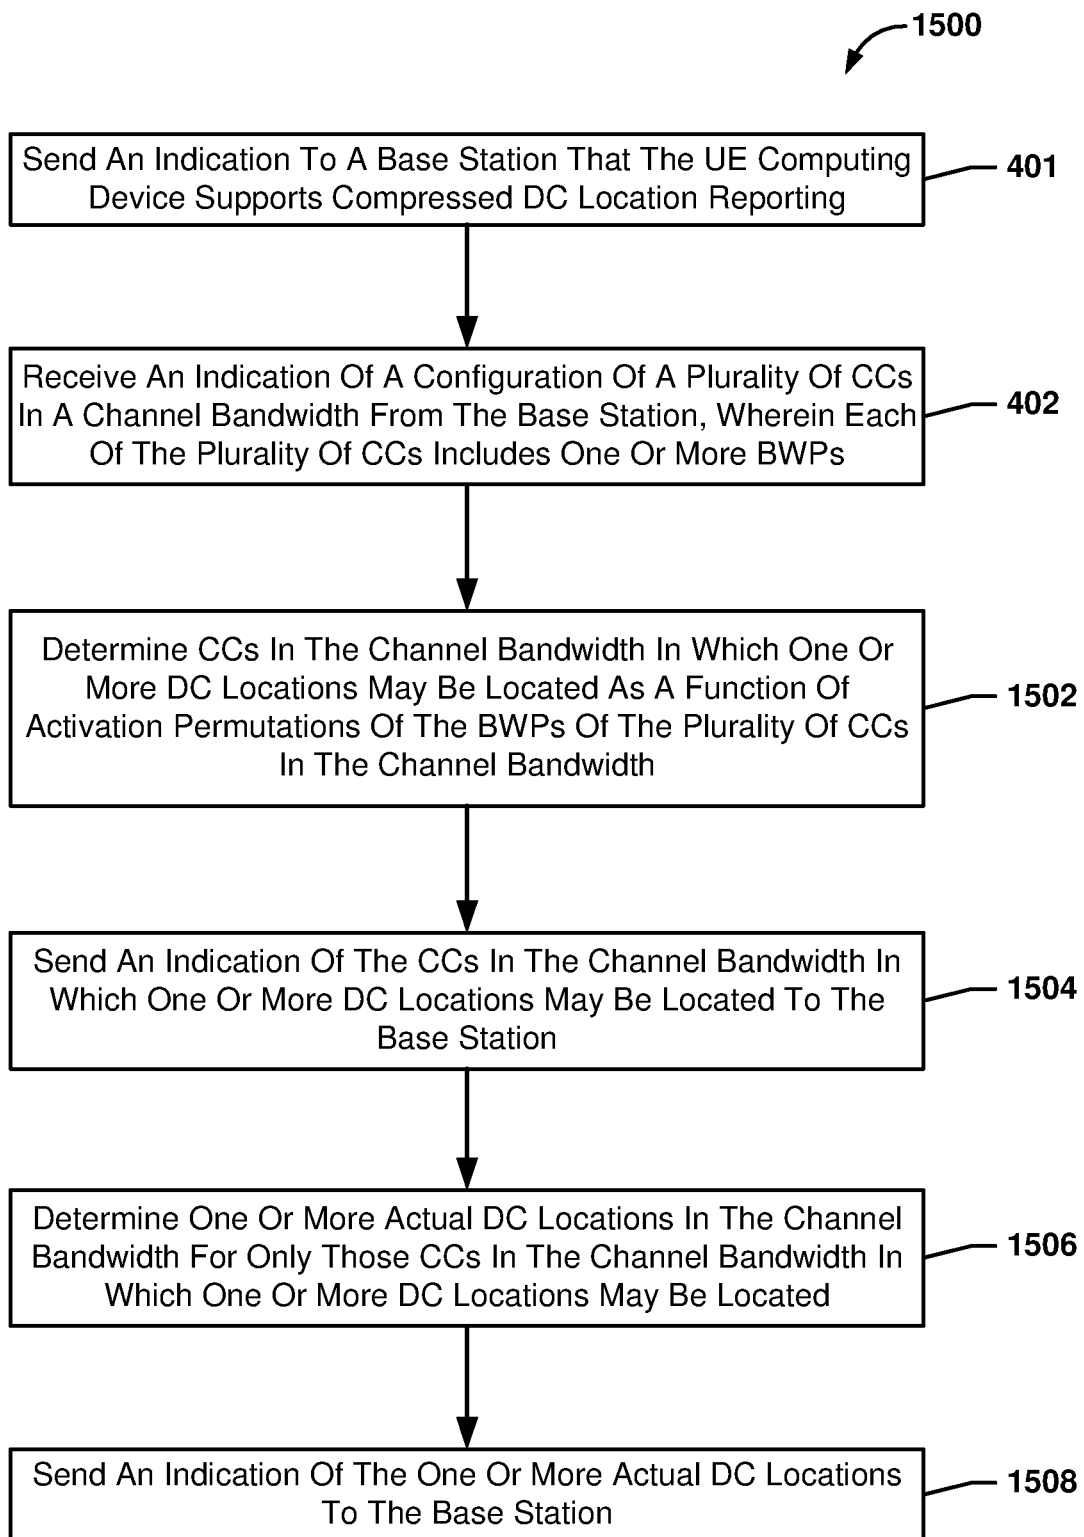 1500
Send An Indication To A Base Station That The UE Computing
Device Supports Compressed DC Location Reporting
401
Receive An Indication Of A Configuration Of A Plurality Of CCs
In A Channel Bandwidth From The Base Station, Wherein Each
Of The Plurality Of CCs Includes One Or More BWPs
402
Determine CCs In The Channel Bandwidth In Which One Or
More DC Locations May Be Located As A Function Of
Activation Permutations Of The BWPs Of The Plurality Of CCs
In The Channel Bandwidth
1502
Send An Indication Of The CCs In The Channel Bandwidth In
Which One Or More DC Locations May Be Located To The
Base Station
1504
Determine One Or More Actual DC Locations In The Channel
Bandwidth For Only Those CCs In The Channel Bandwidth In
Which One Or More DC Locations May Be Located
1506
Send An Indication Of The One Or More Actual DC Locations
To The Base Station
1508